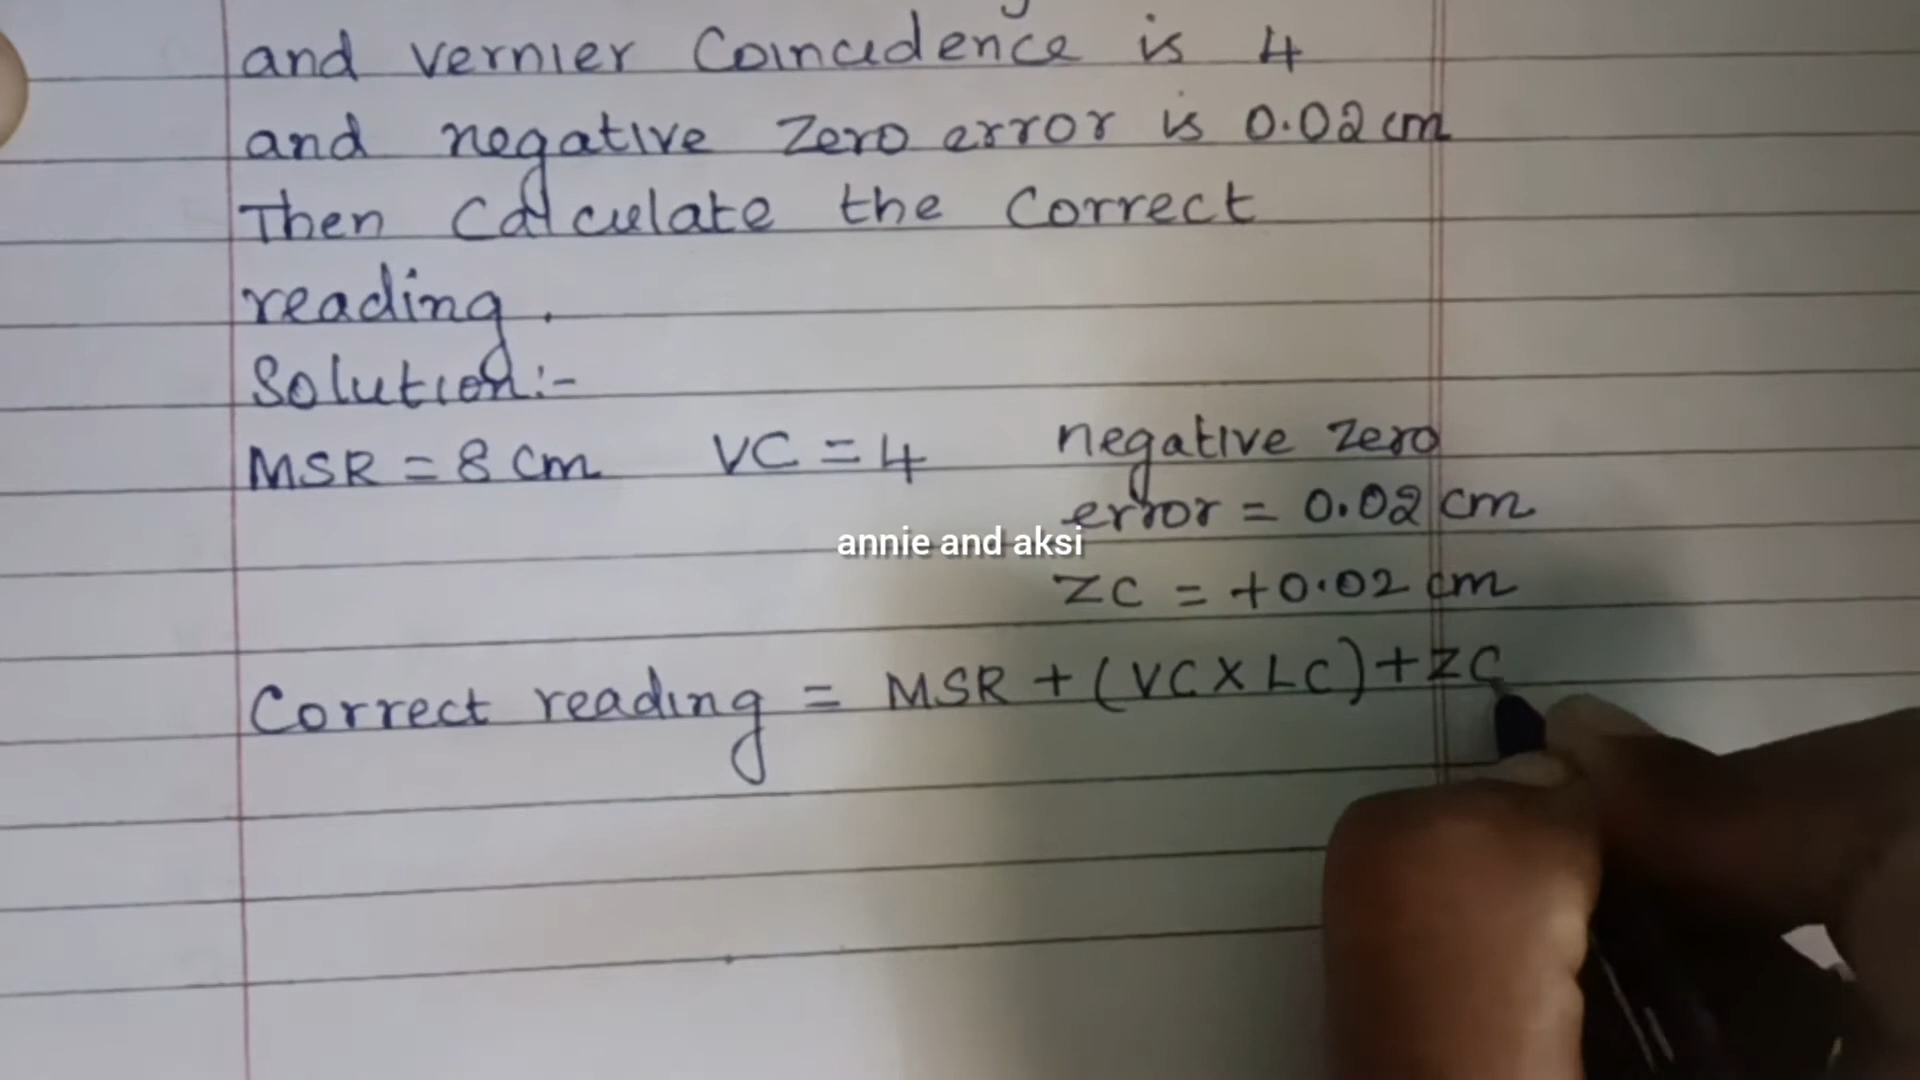 and vernier Coincidence is 4
and negative Zero error is 0.02 cm
Then Calculate the Correct
reading.
Solution:-
MSR = 8 cm VC = 4 negative zero
error = 0.02 cm
annie and aksi
ZC = +0.02 cm
Correct reading = MSR + (VC X LC) + ZC